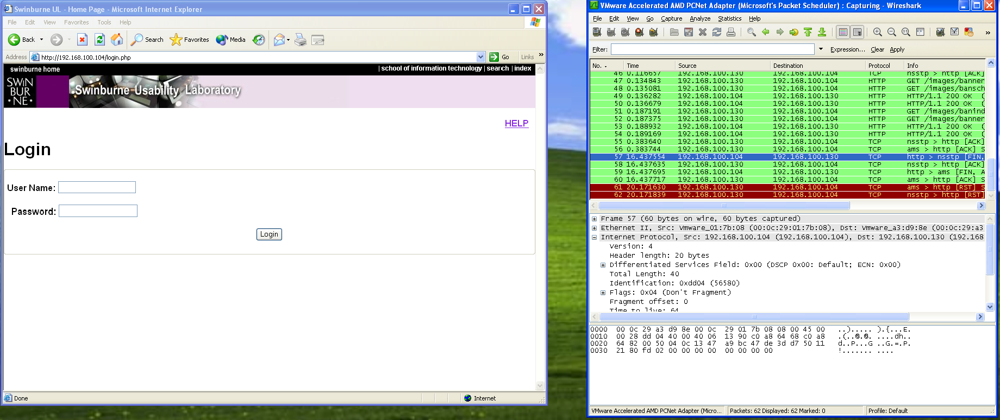 Swinburne UL - Home Page - Microsoft Internet Explorer
File Edit View Favorites Tools Help
Back Search Favorites Media
Address http://192.168.100.104/login.php Go Links »
swinburne home | school of information technology | search | index
SWIN
BUR
* NE *
Swinburne Usability Laboratory
HELP
Login
User Name:
Password:
Login
Done Internet
VMware Accelerated AMD PCNet Adapter (Microsoft's Packet Scheduler) : Capturing - Wireshark
File Edit View Go Capture Analyze Statistics Help
Filter: Expression... Clear Apply
No. Time Source Destination Protocol Info
46 0.116657 192.168.100.130 192.168.100.104 TCP nsstp > http [ACK]
47 0.134843 192.168.100.130 192.168.100.104 HTTP GET /images/banner
48 0.135081 192.168.100.130 192.168.100.104 HTTP GET /images/bansch
49 0.136282 192.168.100.104 192.168.100.130 HTTP HTTP/1.1 200 OK (
50 0.136679 192.168.100.104 192.168.100.130 HTTP HTTP/1.1 200 OK (
51 0.187191 192.168.100.130 192.168.100.104 HTTP GET /images/banind
52 0.187375 192.168.100.130 192.168.100.104 HTTP GET /images/banner
53 0.188932 192.168.100.104 192.168.100.130 HTTP HTTP/1.1 200 OK (
54 0.189169 192.168.100.104 192.168.100.130 HTTP HTTP/1.1 200 OK (
55 0.383640 192.168.100.130 192.168.100.104 TCP nsstp > http [ACK]
56 0.383744 192.168.100.130 192.168.100.104 TCP ams > http [ACK] S
57 16.437554 192.168.100.104 192.168.100.130 TCP http > nsstp [FIN,
58 16.437635 192.168.100.130 192.168.100.104 TCP nsstp > http [ACK]
59 16.437695 192.168.100.104 192.168.100.130 TCP http > ams [FIN, A
60 16.437717 192.168.100.130 192.168.100.104 TCP ams > http [ACK] S
61 20.171630 192.168.100.130 192.168.100.104 TCP ams > http [RST] S
62 20.171839 192.168.100.130 192.168.100.104 TCP nsstp > http [RST]
Frame 57 (60 bytes on wire, 60 bytes captured)
Ethernet II, Src: Vmware_01:7b:08 (00:0c:29:01:7b:08), Dst: Vmware_a3:d9:8e (00:0c:29:a3
Internet Protocol, Src: 192.168.100.104 (192.168.100.104), Dst: 192.168.100.130 (192.168
Version: 4
Header length: 20 bytes
Differentiated Services Field: 0x00 (DSCP 0x00: Default; ECN: 0x00)
Total Length: 40
Identification: 0xdd04 (56580)
Flags: 0x04 (Don't Fragment)
Fragment offset: 0
Time to live: 64
0000 00 0c 29 a3 d9 8e 00 0c 29 01 7b 08 08 00 45 00 ..)..... ).{...E.
0010 00 28 dd 04 40 00 40 06 13 90 c0 a8 64 68 c0 a8 .(..@.@. ....dh..
0020 64 82 00 50 04 0c 13 47 a9 bc 47 de 3d d7 50 11 d..P...G ..G.=.P.
0030 21 80 fd 02 00 00 00 00 00 00 00 00 !....... ....
VMware Accelerated AMD PCNet Adapter (Micro... Packets: 62 Displayed: 62 Marked: 0 Profile: Default